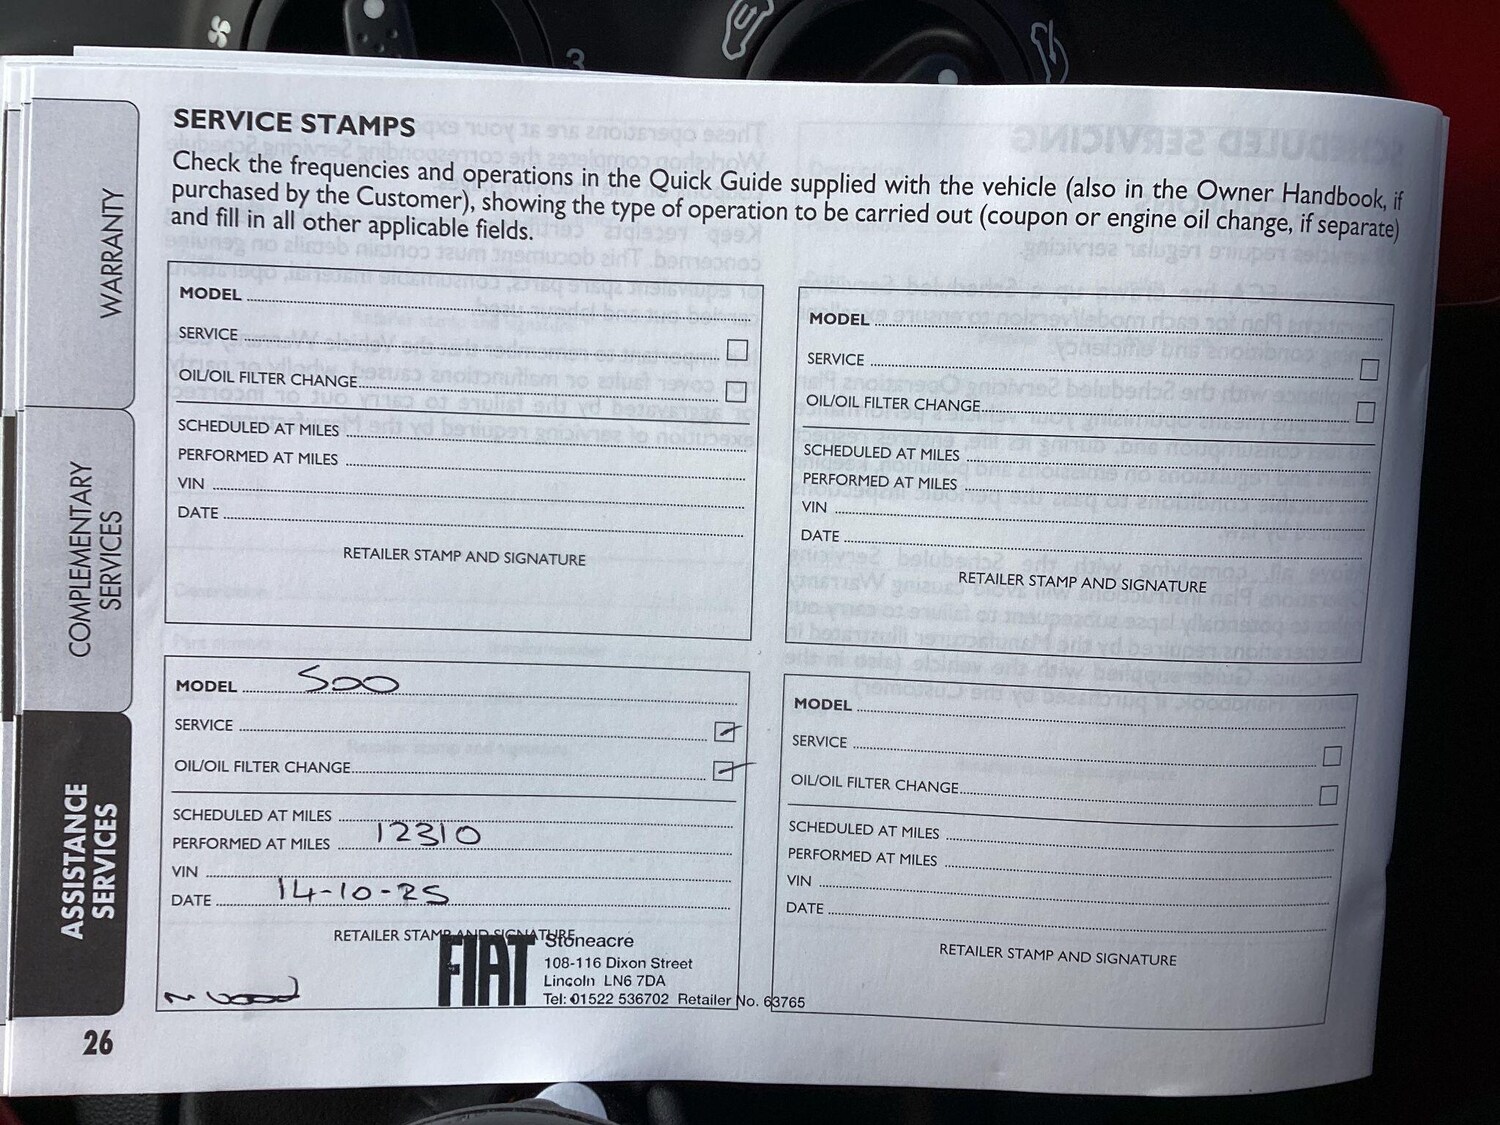 3
SERVICE STAMPS
Check the frequencies and operations in the Quick Guide supplied with the vehicle (also in the Owner Handbook, if
purchased by the Customer), showing the type of operation to be carried out (coupon or engine oil change, if separate)
and fill in all other applicable fields.
WARRANTY
COMPLEMENTARY
SERVICES
ASSISTANCE
SERVICES
MODEL
SERVICE
OIL/OIL FILTER CHANGE
SCHEDULED AT MILES
PERFORMED AT MILES
VIN
DATE
RETAILER STAMP AND SIGNATURE
MODEL
SERVICE
OIL/OIL FILTER CHANGE
SCHEDULED AT MILES
PERFORMED AT MILES
VIN
DATE
RETAILER STAMP AND SIGNATURE
MODEL 500
SERVICE
OIL/OIL FILTER CHANGE
SCHEDULED AT MILES
PERFORMED AT MILES 12310
VIN
DATE 14-10-25
RETAILER STAMP AND SIGNATURE
FIAT Stoneacre
108-116 Dixon Street
Lincoln LN6 7DA
Tel: 01522 536702 Retailer No. 63765
MODEL
SERVICE
OIL/OIL FILTER CHANGE
SCHEDULED AT MILES
PERFORMED AT MILES
VIN
DATE
RETAILER STAMP AND SIGNATURE
26